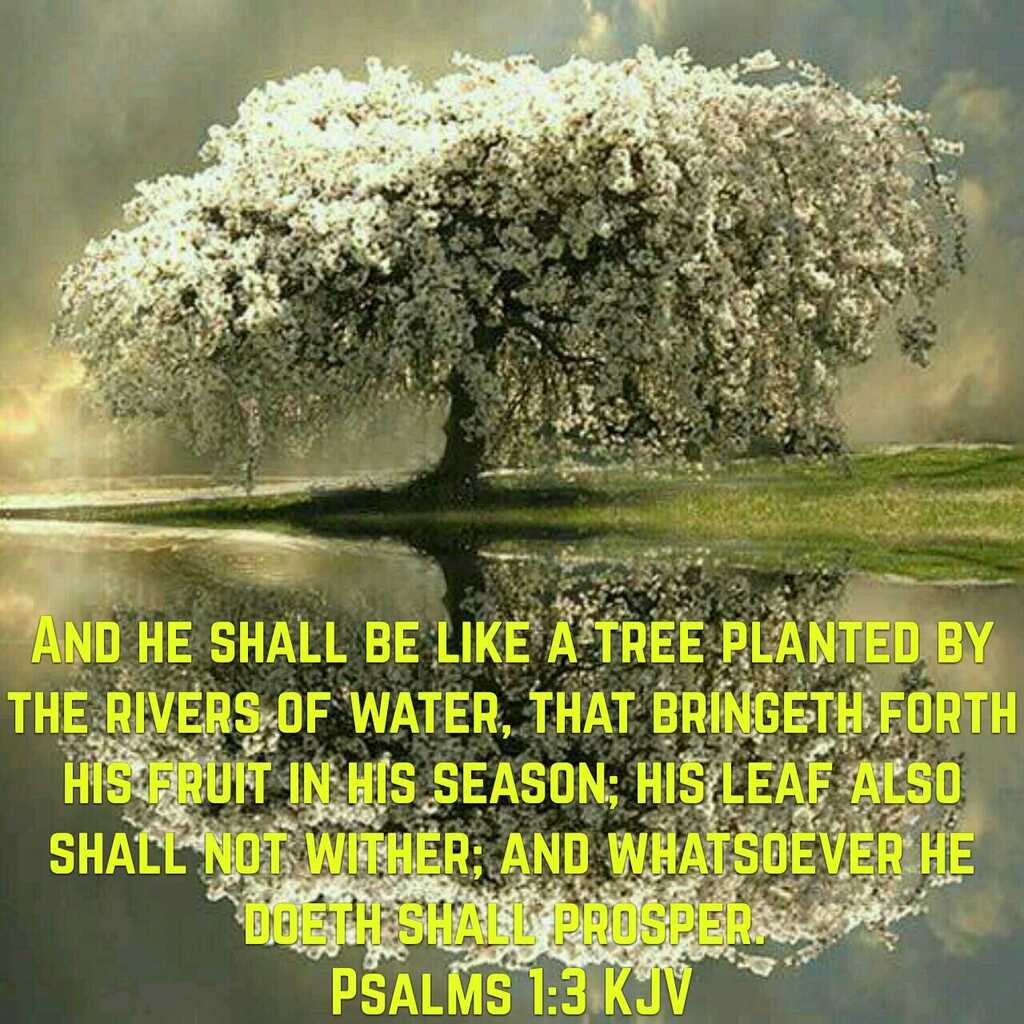 And he shall be like a tree planted by
the rivers of water, that bringeth forth
his fruit in his season; his leaf also
shall not wither; and whatsoever he
doeth shall prosper.
Psalms 1:3 KJV